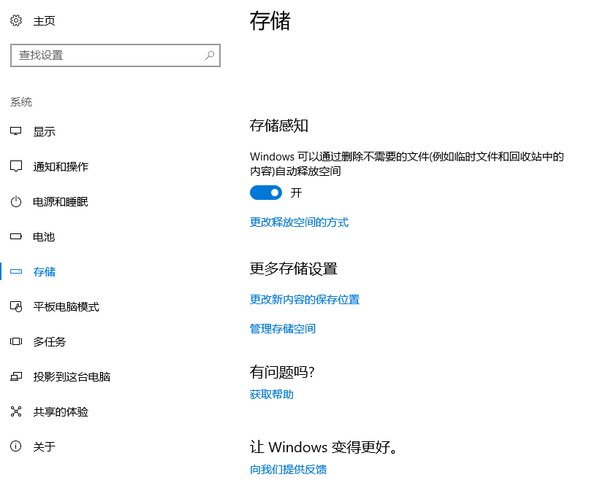 主页
查找设置
系统
显示
通知和操作
电源和睡眠
电池
存储
平板电脑模式
多任务
投影到这台电脑
共享的体验
关于
存储
存储感知
Windows 可以通过删除不需要的文件(例如临时文件和回收站中的
内容)自动释放空间
开
更改释放空间的方式
更多存储设置
更改新内容的保存位置
管理存储空间
有问题吗?
获取帮助
让 Windows 变得更好。
向我们提供反馈